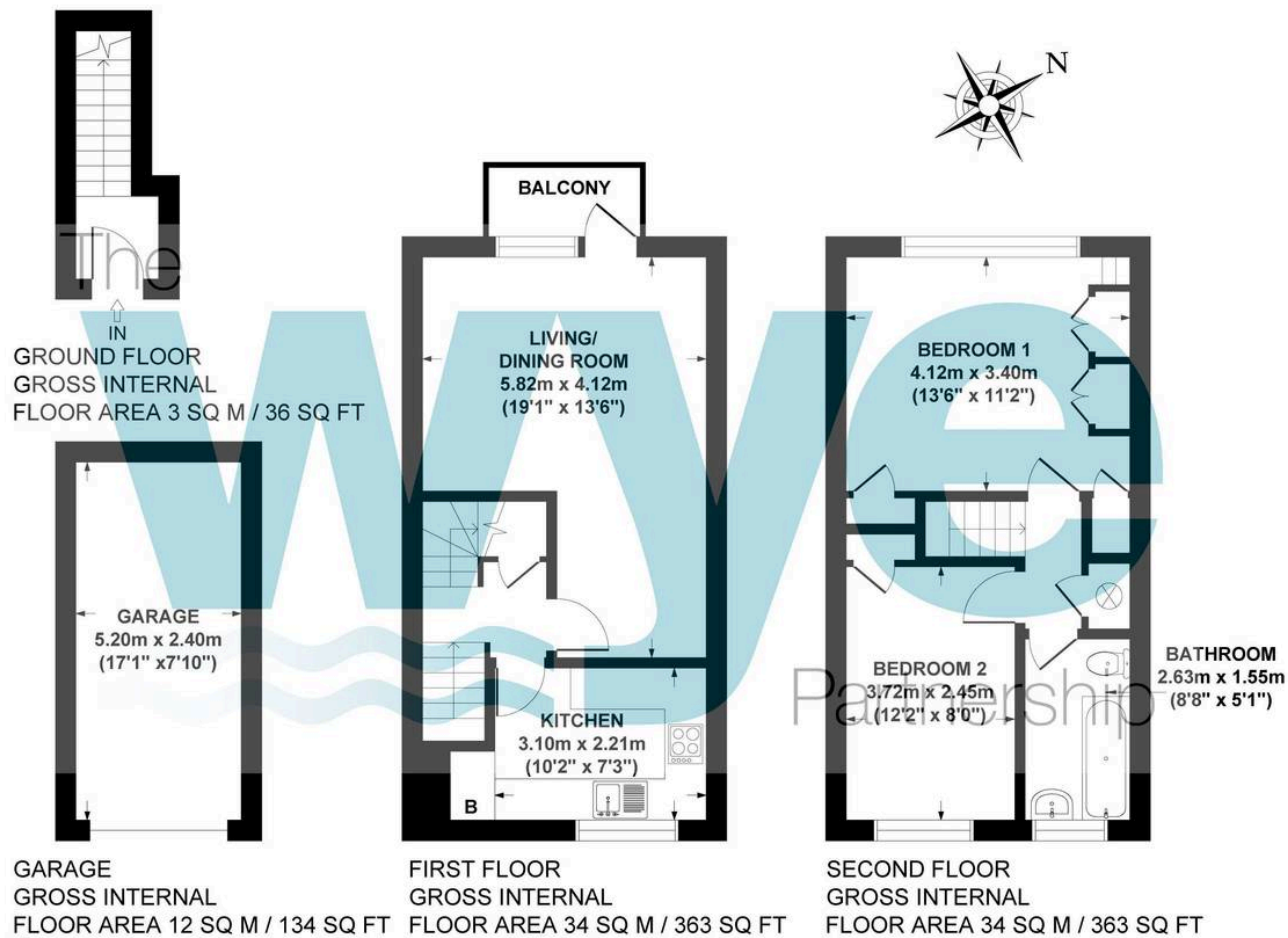 N
BALCONY
The
IN
GROUND FLOOR
GROSS INTERNAL
FLOOR AREA 3 SQ M / 36 SQ FT
wye
LIVING/
DINING ROOM
5.82m x 4.12m
(19'1" x 13'6")
BEDROOM 1
4.12m x 3.40m
(13'6" x 11'2")
GARAGE
5.20m x 2.40m
(17'1" x7'10")
KITCHEN
3.10m x 2.21m
(10'2" x 7'3")
B
BEDROOM 2
3.72m x 2.45m
(12'2" x 8'0")
Partnership
BATHROOM
2.63m x 1.55m
(8'8" x 5'1")
GARAGE
GROSS INTERNAL
FLOOR AREA 12 SQ M / 134 SQ FT
FIRST FLOOR
GROSS INTERNAL
FLOOR AREA 34 SQ M / 363 SQ FT
SECOND FLOOR
GROSS INTERNAL
FLOOR AREA 34 SQ M / 363 SQ FT